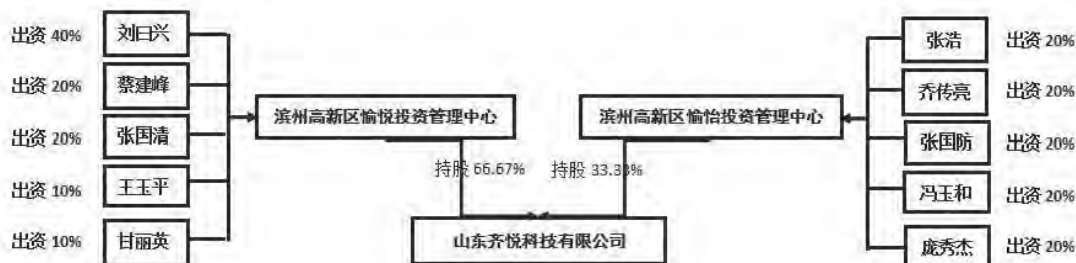 出资 40%
刘曰兴
出资 20%
蔡建峰
出资 20%
张国清
出资 10%
王玉平
出资 10%
甘丽英
滨州高新区愉悦投资管理中心
滨州高新区愉怡投资管理中心
持股 66.67%
持股 33.33%
山东齐悦科技有限公司
张浩
出资 20%
乔传亮
出资 20%
张国防
出资 20%
冯玉和
出资 20%
庞秀杰
出资 20%